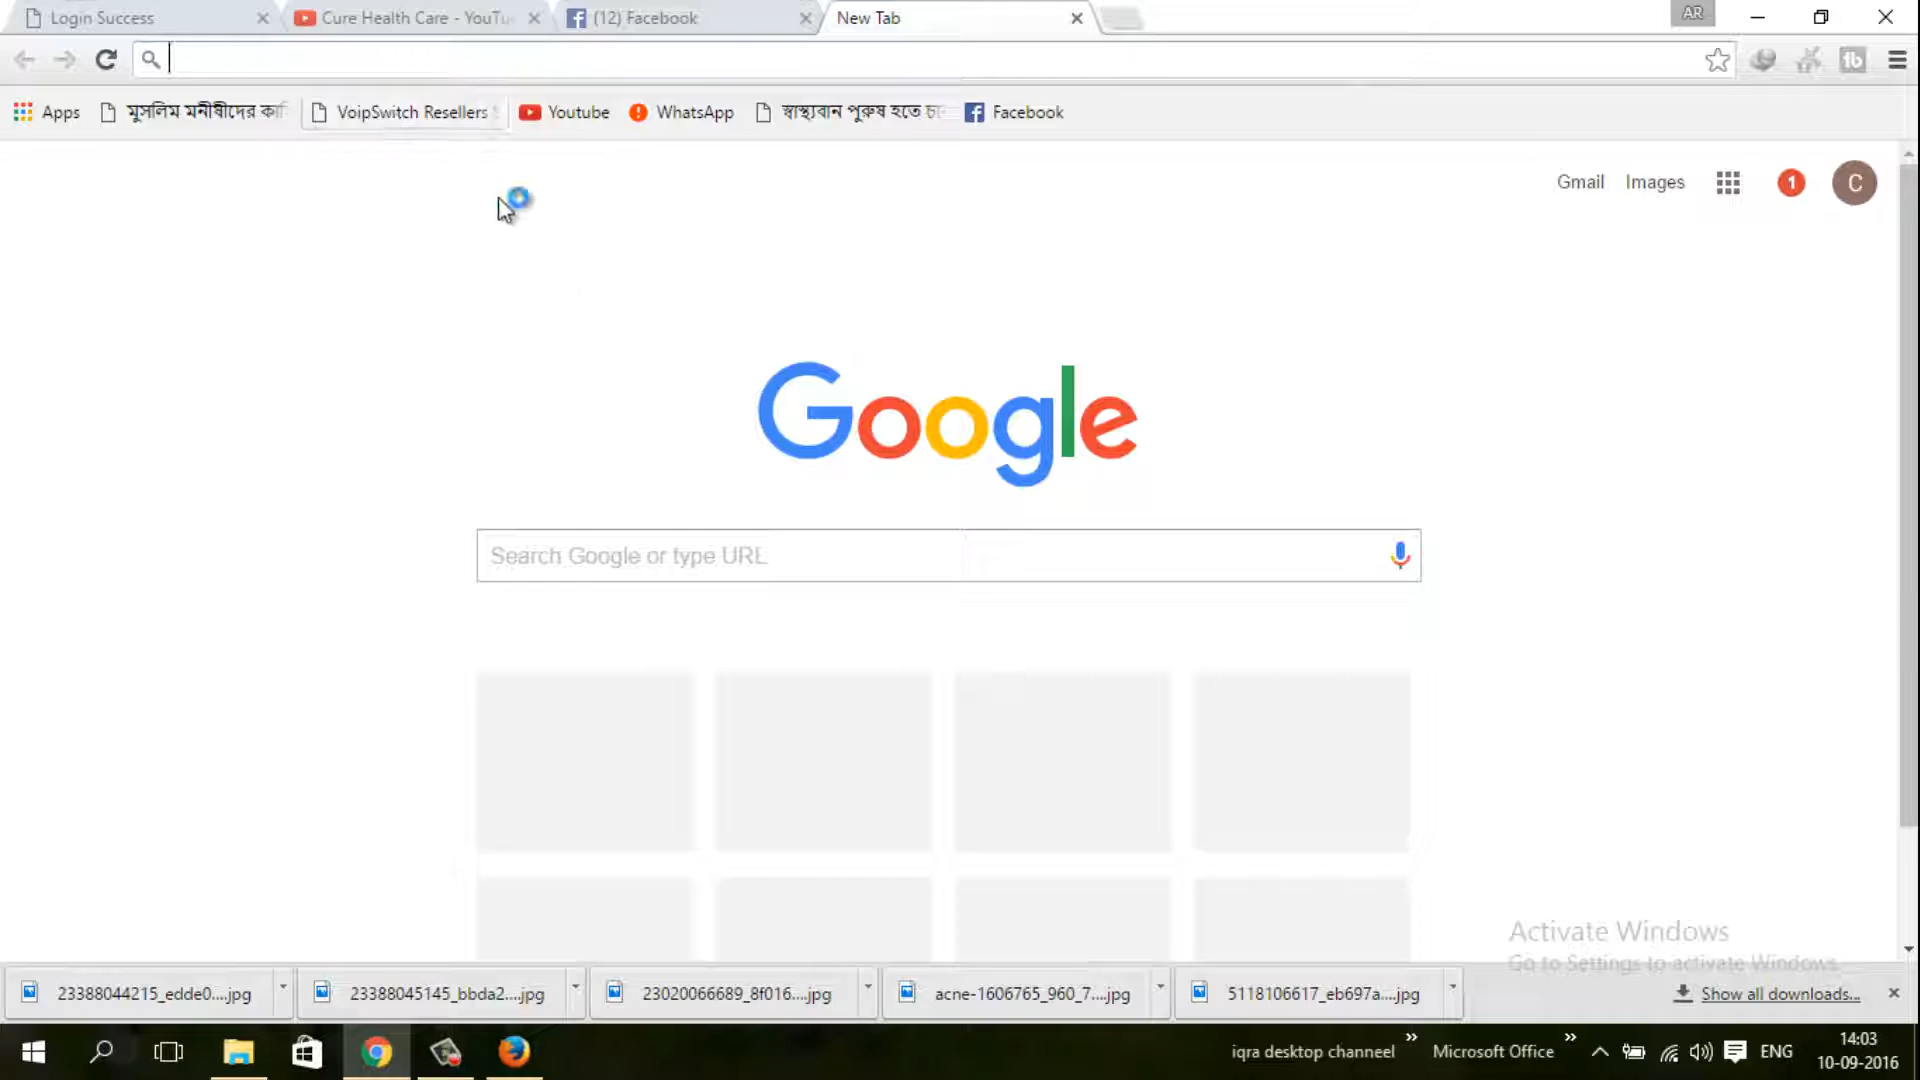 Login Success
Cure Health Care - YouTu
(12) Facebook
New Tab
AR
Apps
মুসলিম মনীষীদের কা
VoipSwitch Resellers
Youtube
WhatsApp
স্বাস্থ্যবান পুরুষ হতে চা
Facebook
Gmail
Images
1
C
Google
Search Google or type URL
Activate Windows
Go to Settings to activate Windows.
23388044215_edde0....jpg
23388045145_bbda2....jpg
23020066689_8f016....jpg
acne-1606765_960_7....jpg
5118106617_eb697a....jpg
Show all downloads...
iqra desktop channeel
Microsoft Office
ENG
14:03
10-09-2016